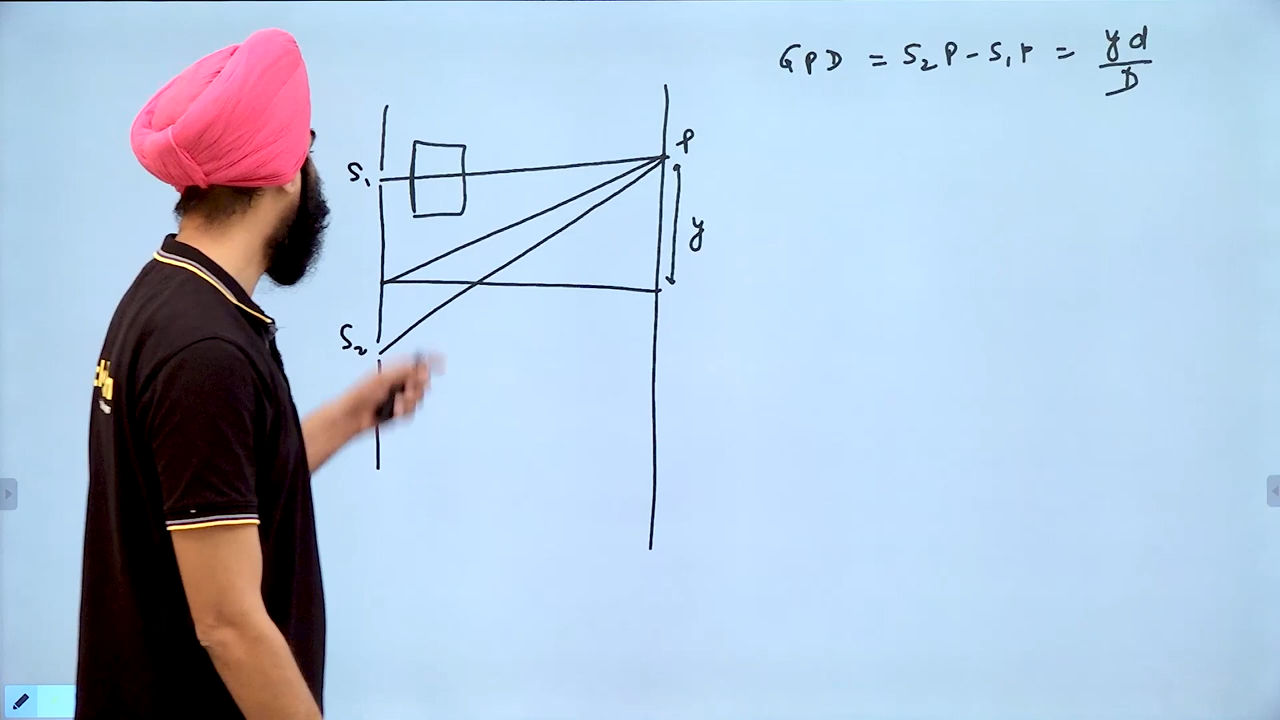 GPD = S₂P - S₁P = yd/D
P
S₁
y
S₂